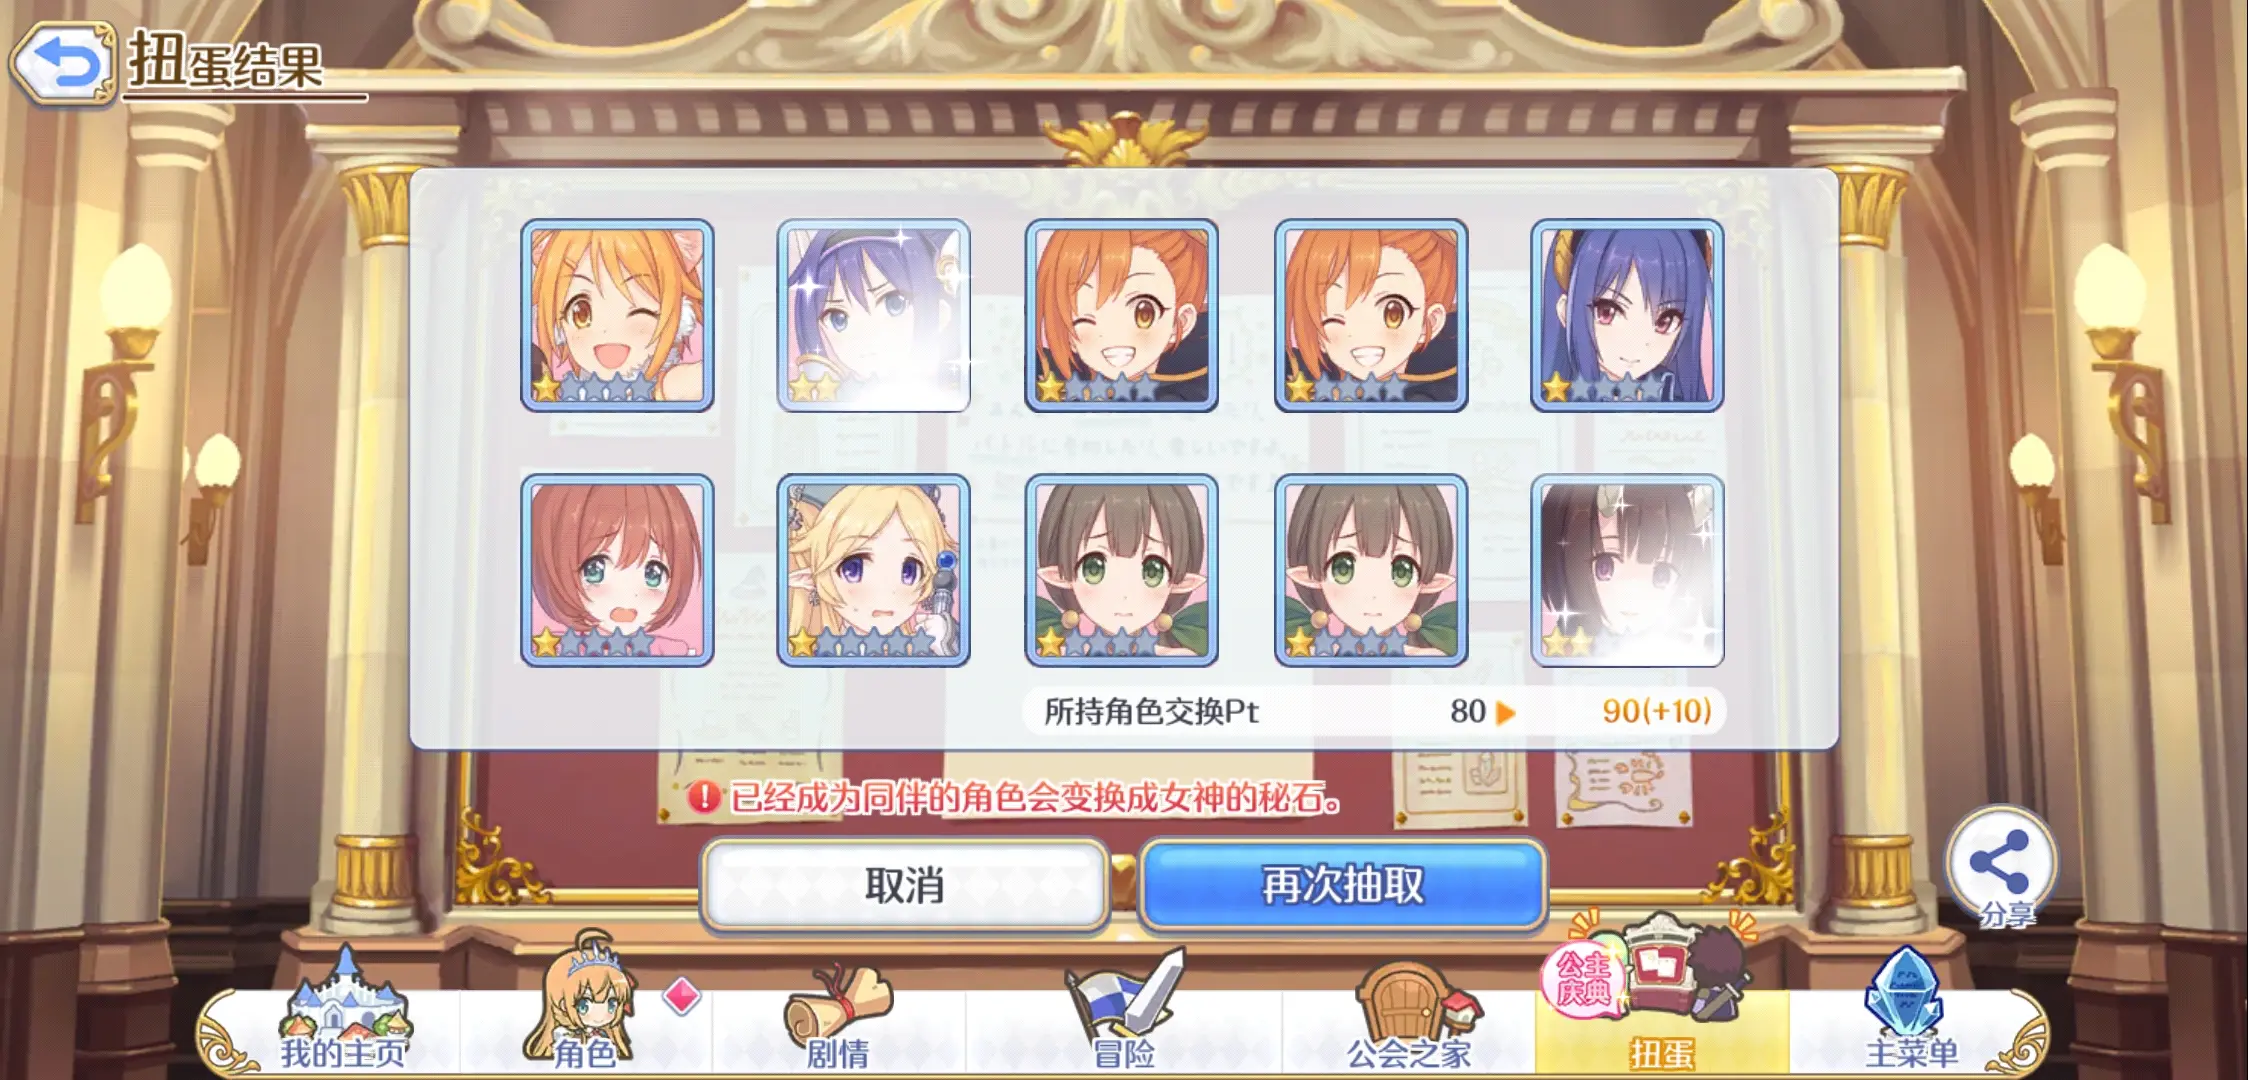 扭蛋结果
所持角色交换Pt 80 90(+10)
已经成为同伴的角色会变换成女神的秘石。
取消
再次抽取
分享
公主
庆典
我的主页
角色
剧情
冒险
公会之家
扭蛋
主菜单